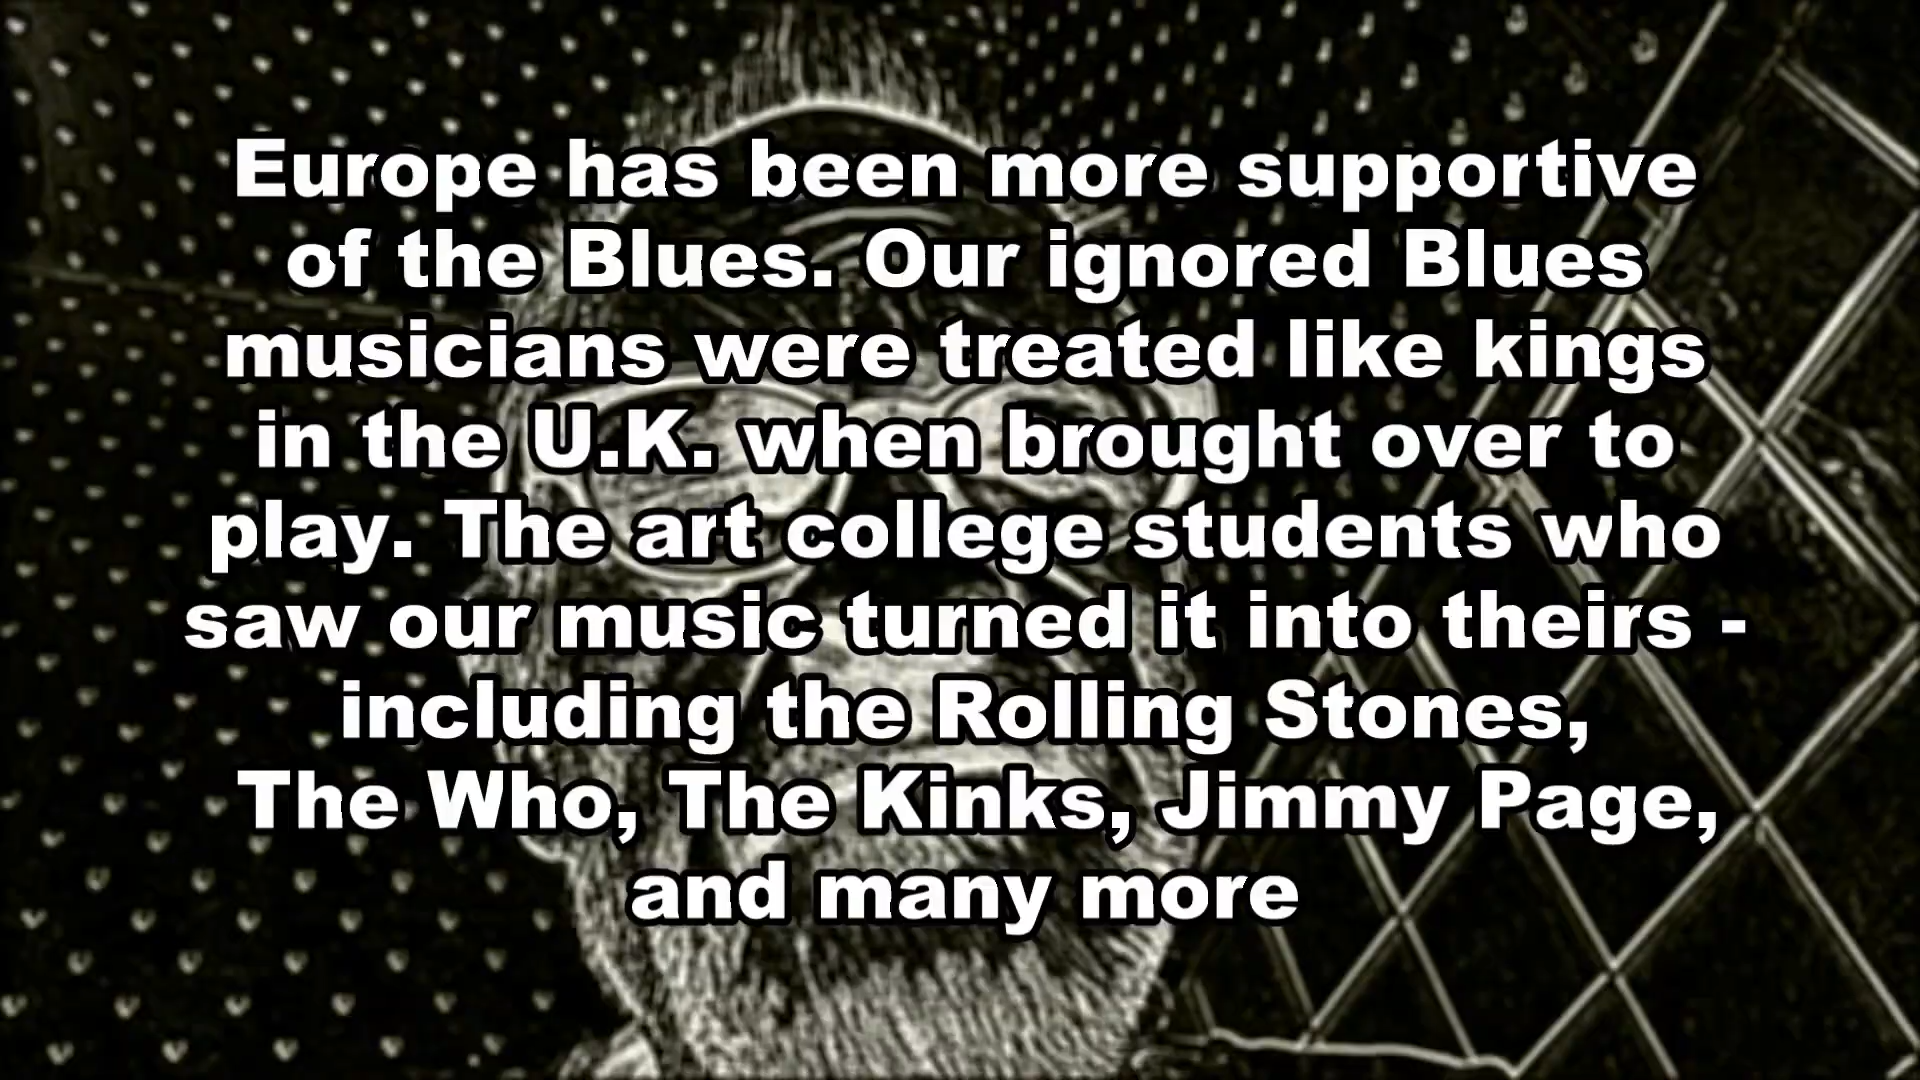 Europe has been more supportive
of the Blues. Our ignored Blues
musicians were treated like kings
in the U.K. when brought over to
play. The art college students who
saw our music turned it into theirs -
including the Rolling Stones,
The Who, The Kinks, Jimmy Page,
and many more